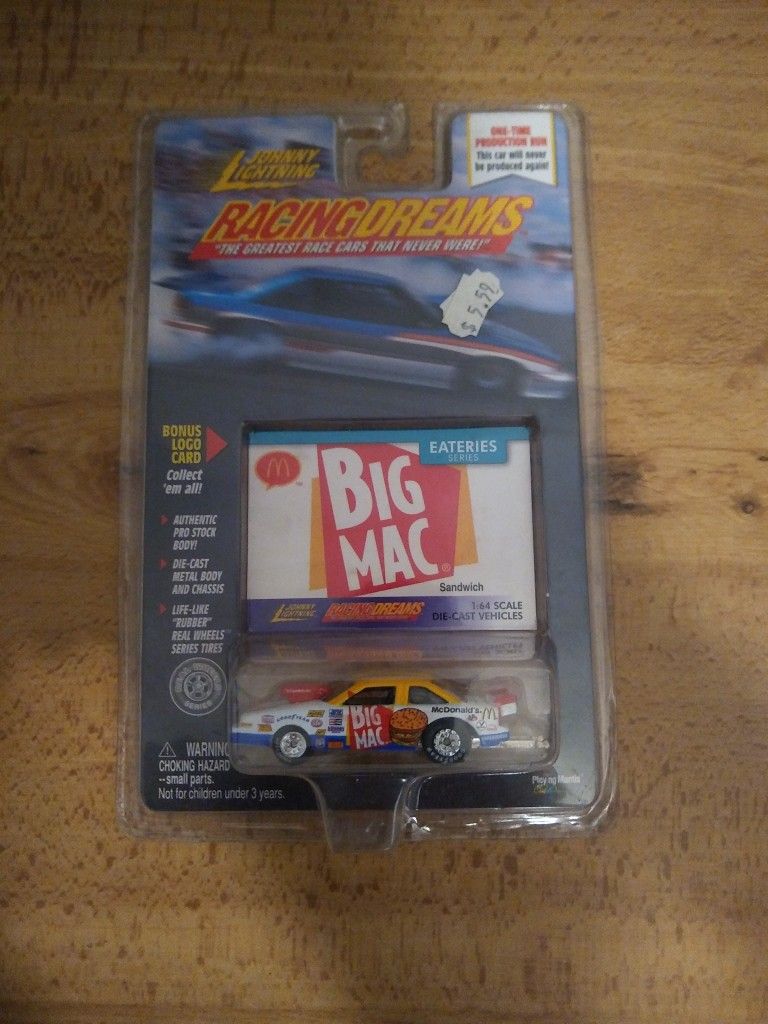 JOHNNY
LIGHTNING
ONE-TIME
PRODUCTION RUN
This car will never
be produced again!
RACING DREAMS
"THE GREATEST RACE CARS THAT NEVER WERE!"
$ 5.59
BONUS
LOGO
CARD
Collect
'em all!
AUTHENTIC
PRO STOCK
BODY!
DIE-CAST
METAL BODY
AND CHASSIS
LIFE-LIKE
"RUBBER"
REAL WHEELS™
SERIES TIRES
EATERIES
SERIES
M
BIG
MAC®
Sandwich
JOHNNY
LIGHTNING
RACING DREAMS
1:64 SCALE
DIE-CAST VEHICLES
GOODYEAR
BIG
MAC
McDonald's
M
WARNING
CHOKING HAZARD
--small parts.
Not for children under 3 years.
Playing Mantis